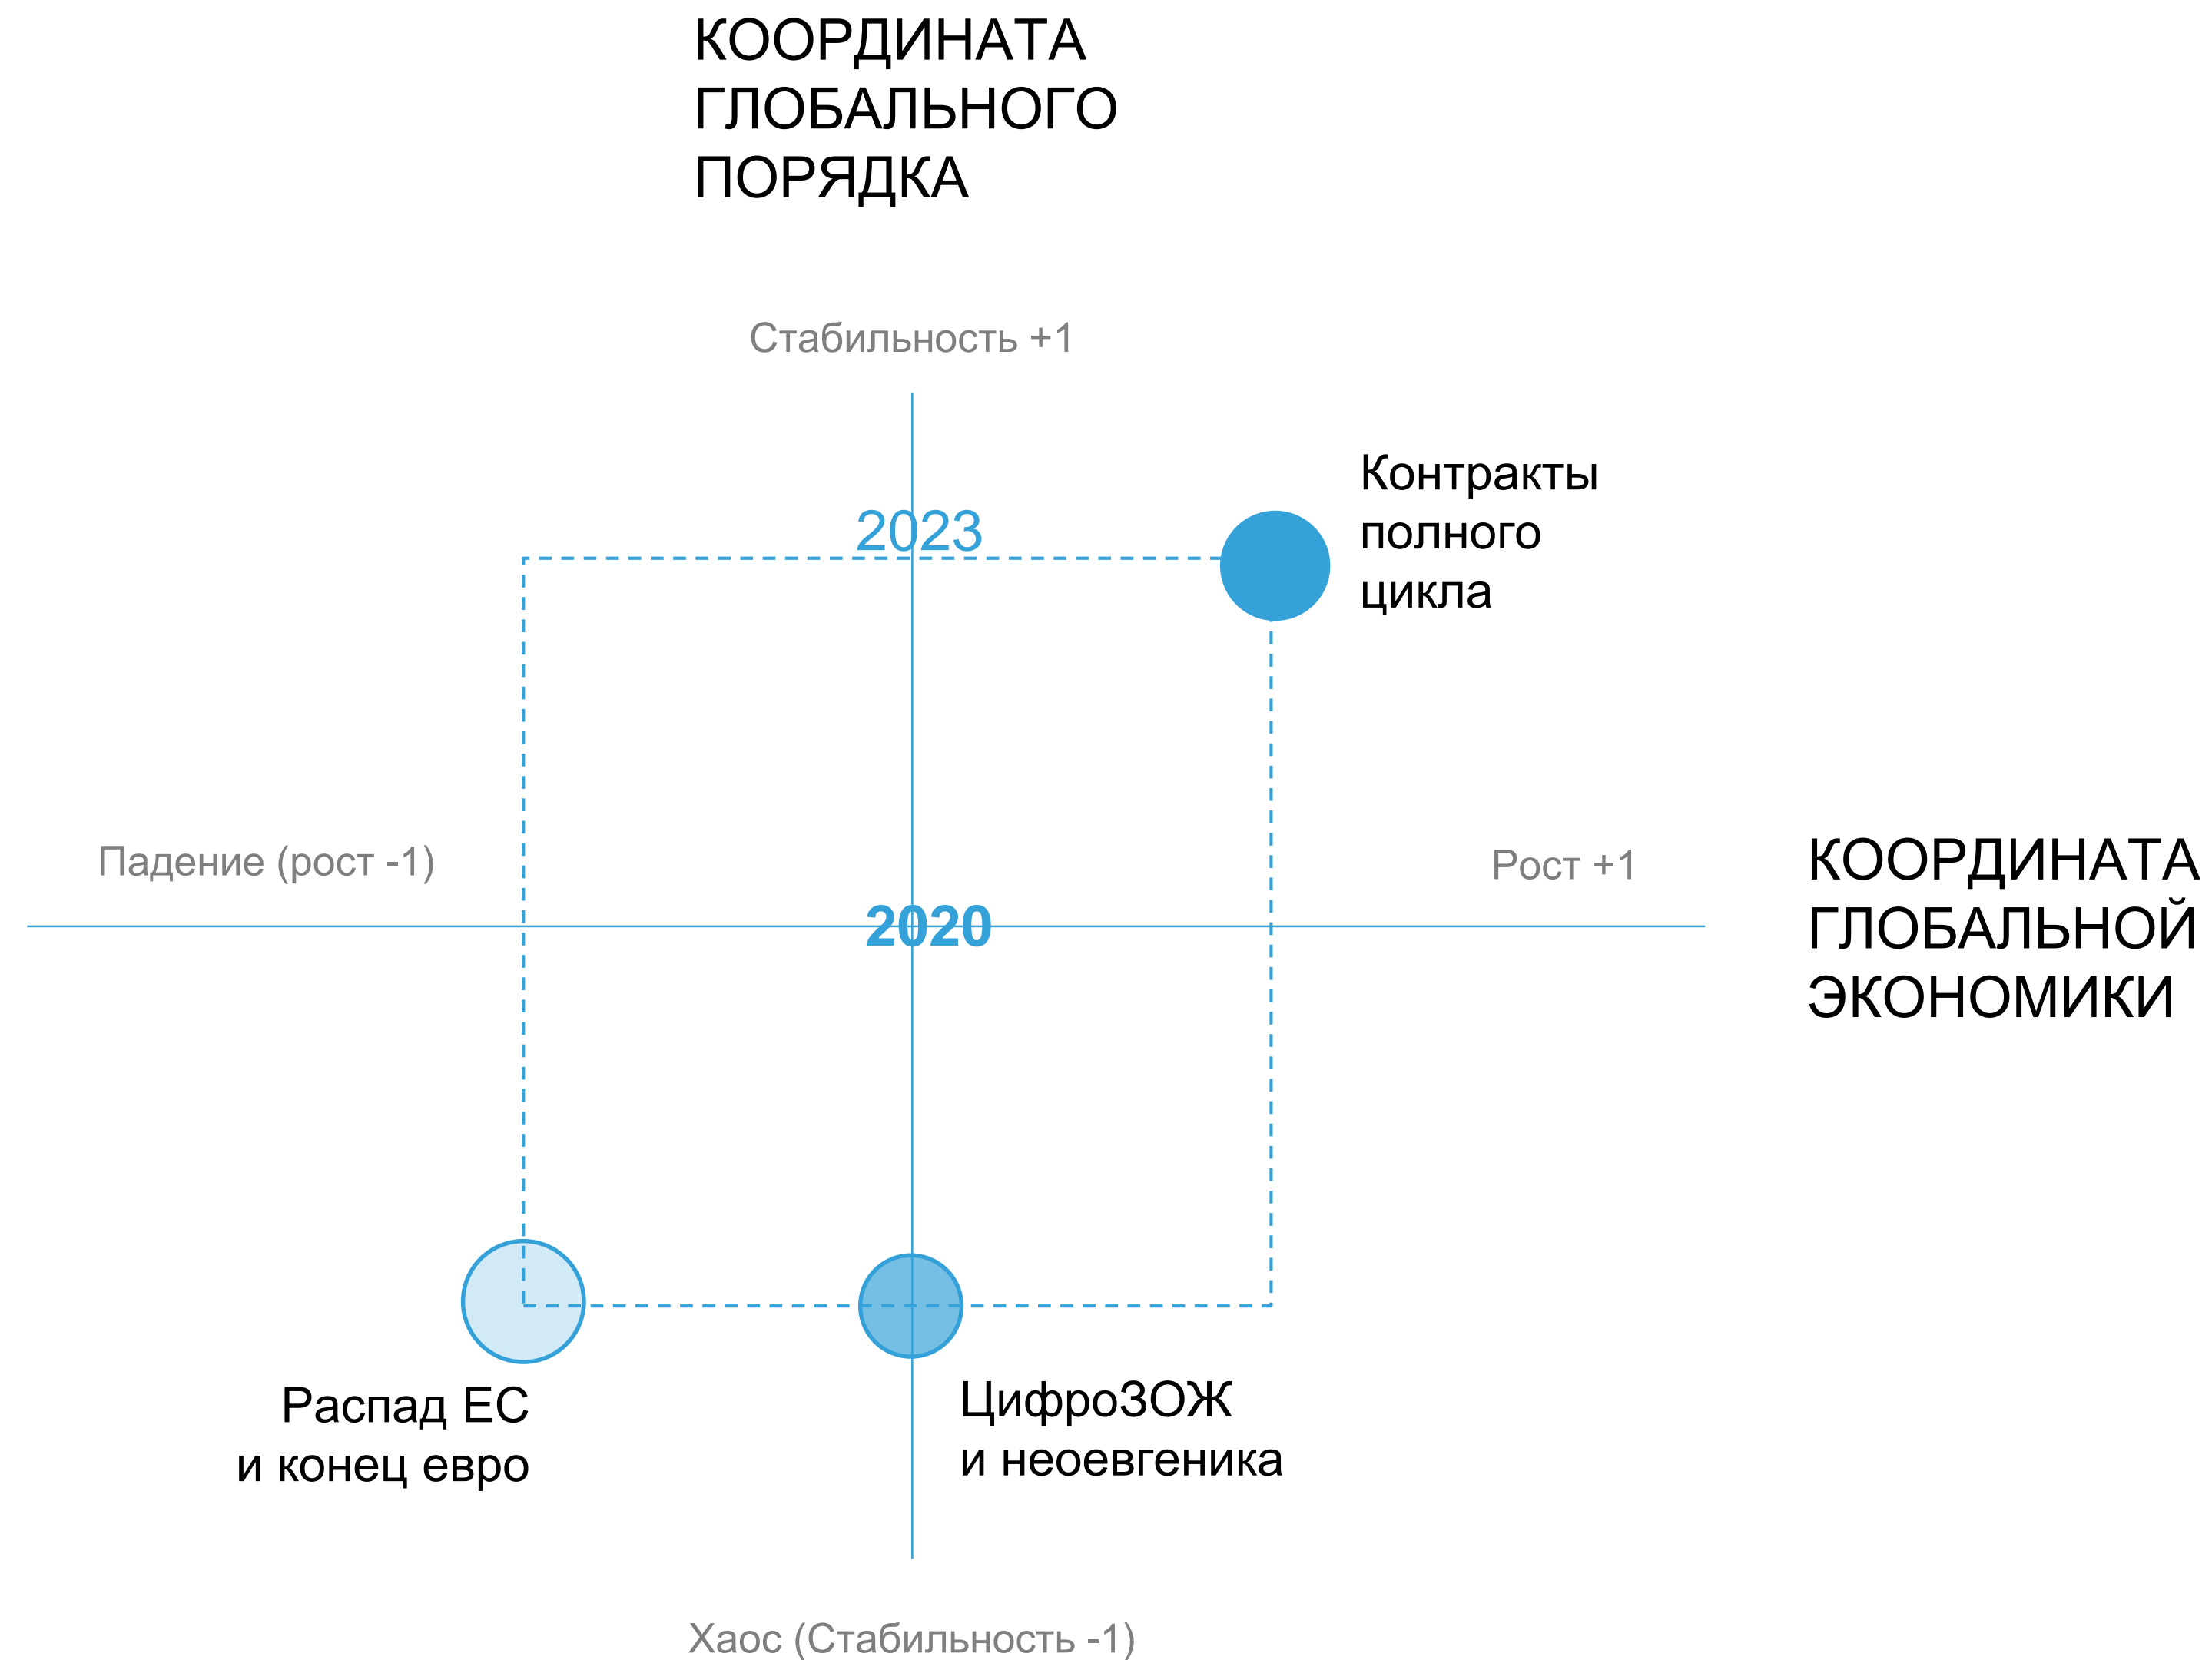 КООРДИНАТА
ГЛОБАЛЬНОГО
ПОРЯДКА
Стабильность +1
Контракты
полного
цикла
2023
Падение (рост -1)
Рост +1
КООРДИНАТА
ГЛОБАЛЬНОЙ
ЭКОНОМИКИ
2020
Распад ЕС
и конец евро
ЦифроЗОЖ
и неоевгеника
Хаос (Стабильность -1)